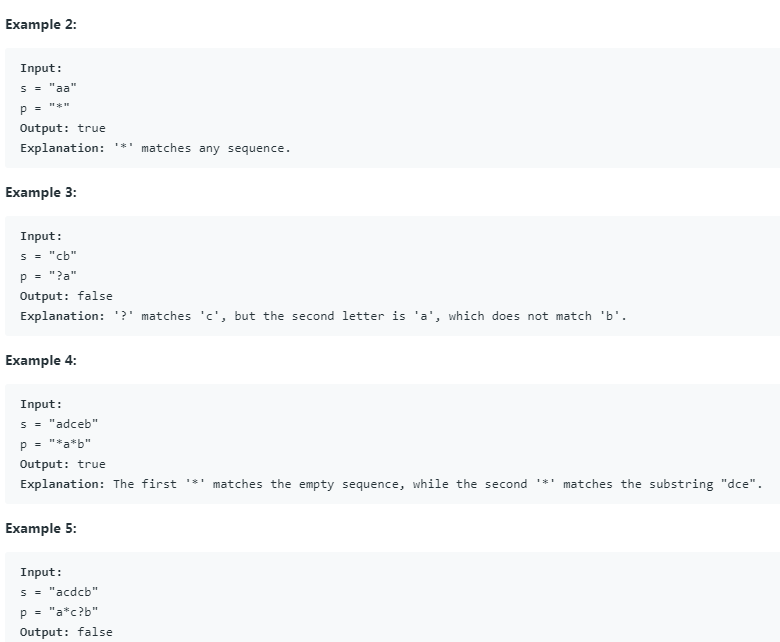 Example 2:
Input:
s = "aa"
p = "*"
Output: true
Explanation: '*' matches any sequence.
Example 3:
Input:
s = "cb"
p = "?a"
Output: false
Explanation: '?' matches 'c', but the second letter is 'a', which does not match 'b'.
Example 4:
Input:
s = "adceb"
p = "*a*b"
Output: true
Explanation: The first '*' matches the empty sequence, while the second '*' matches the substring "dce".
Example 5:
Input:
s = "acdcb"
p = "a*c?b"
Output: false